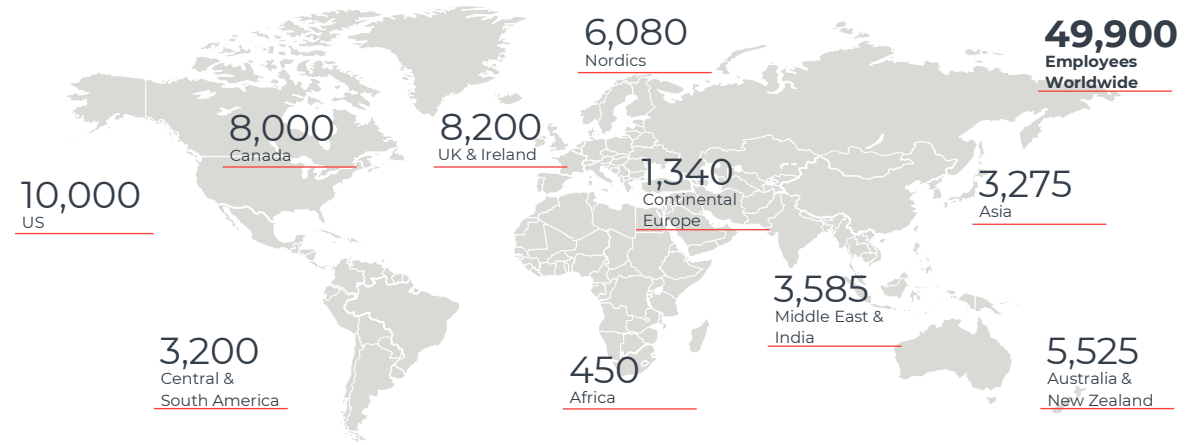 6,080
Nordics
49,900
Employees
Worldwide
8,000
Canada
8,200
UK & Ireland
1,340
Continental
Europe
10,000
US
3,275
Asia
3,585
Middle East &
India
3,200
Central &
South America
450
Africa
5,525
Australia &
New Zealand